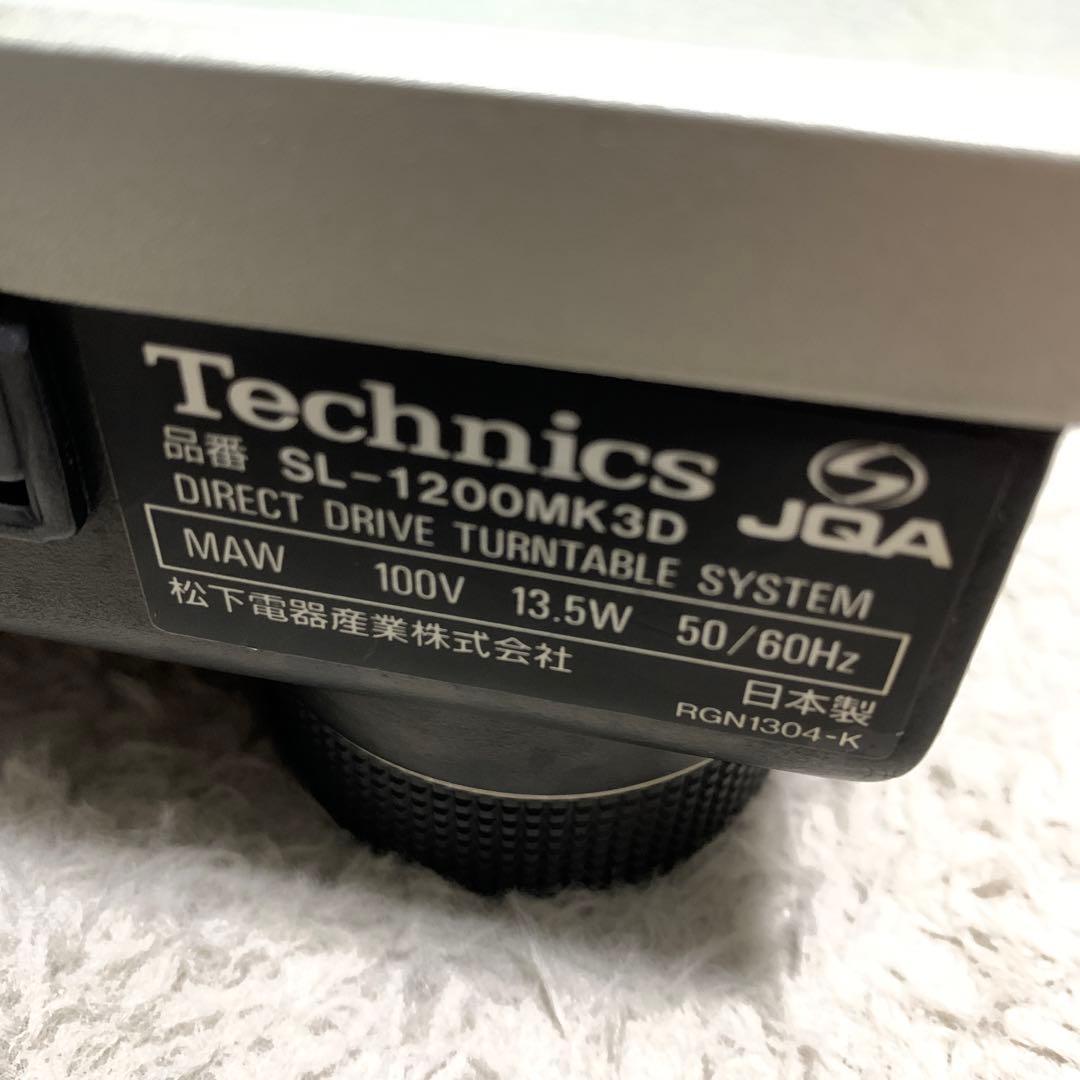 Technics
品番 SL-1200MK3D
JQA
DIRECT DRIVE TURNTABLE SYSTEM
MAW 100V 13.5W 50/60Hz
松下電器産業株式会社
日本製
RGN1304-K